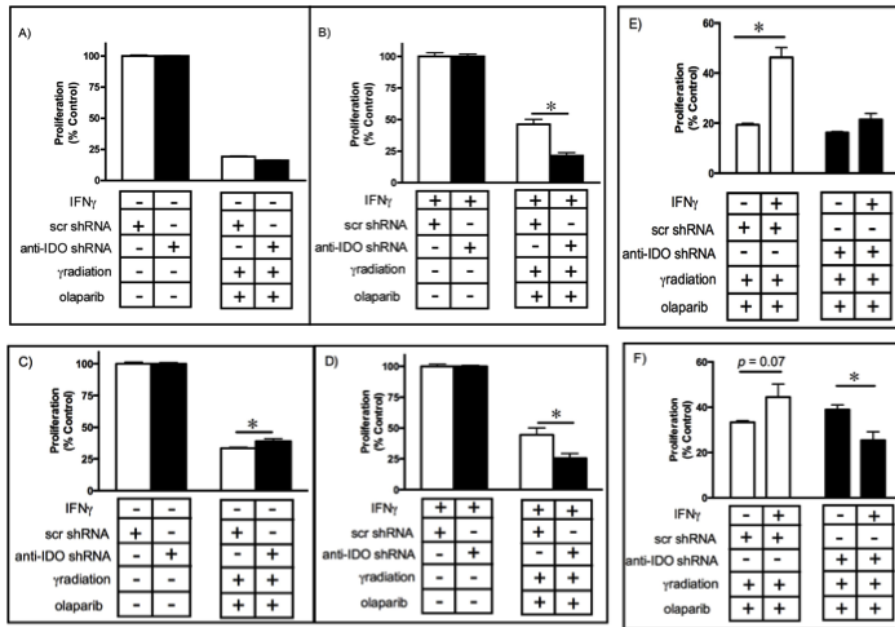 A)
Proliferation
(% Control)
100
75
50
25
0
IFNγ - - - -
scr shRNA + - + -
anti-IDO shRNA - + - +
γradiation - - + +
olaparib - - + +
B)
Proliferation
(% Control)
100
75
50
25
0
*
IFNγ + + + +
scr shRNA + - + -
anti-IDO shRNA - + - +
γradiation - - + +
olaparib - - + +
E)
Proliferation
(% Control)
60
40
20
0
*
IFNγ - + - +
scr shRNA + + - -
anti-IDO shRNA - - + +
γradiation + + + +
olaparib + + + +
C)
Proliferation
(% Control)
100
75
50
25
0
*
IFNγ - - - -
scr shRNA + - + -
anti-IDO shRNA - + - +
γradiation - - + +
olaparib - - + +
D)
Proliferation
(% Control)
100
75
50
25
0
*
IFNγ + + + +
scr shRNA + - + -
anti-IDO shRNA - + - +
γradiation - - + +
olaparib - - + +
F)
Proliferation
(% Control)
60
40
20
0
p = 0.07
*
IFNγ - + - +
scr shRNA + + - -
anti-IDO shRNA - - + +
γradiation + + + +
olaparib + + + +